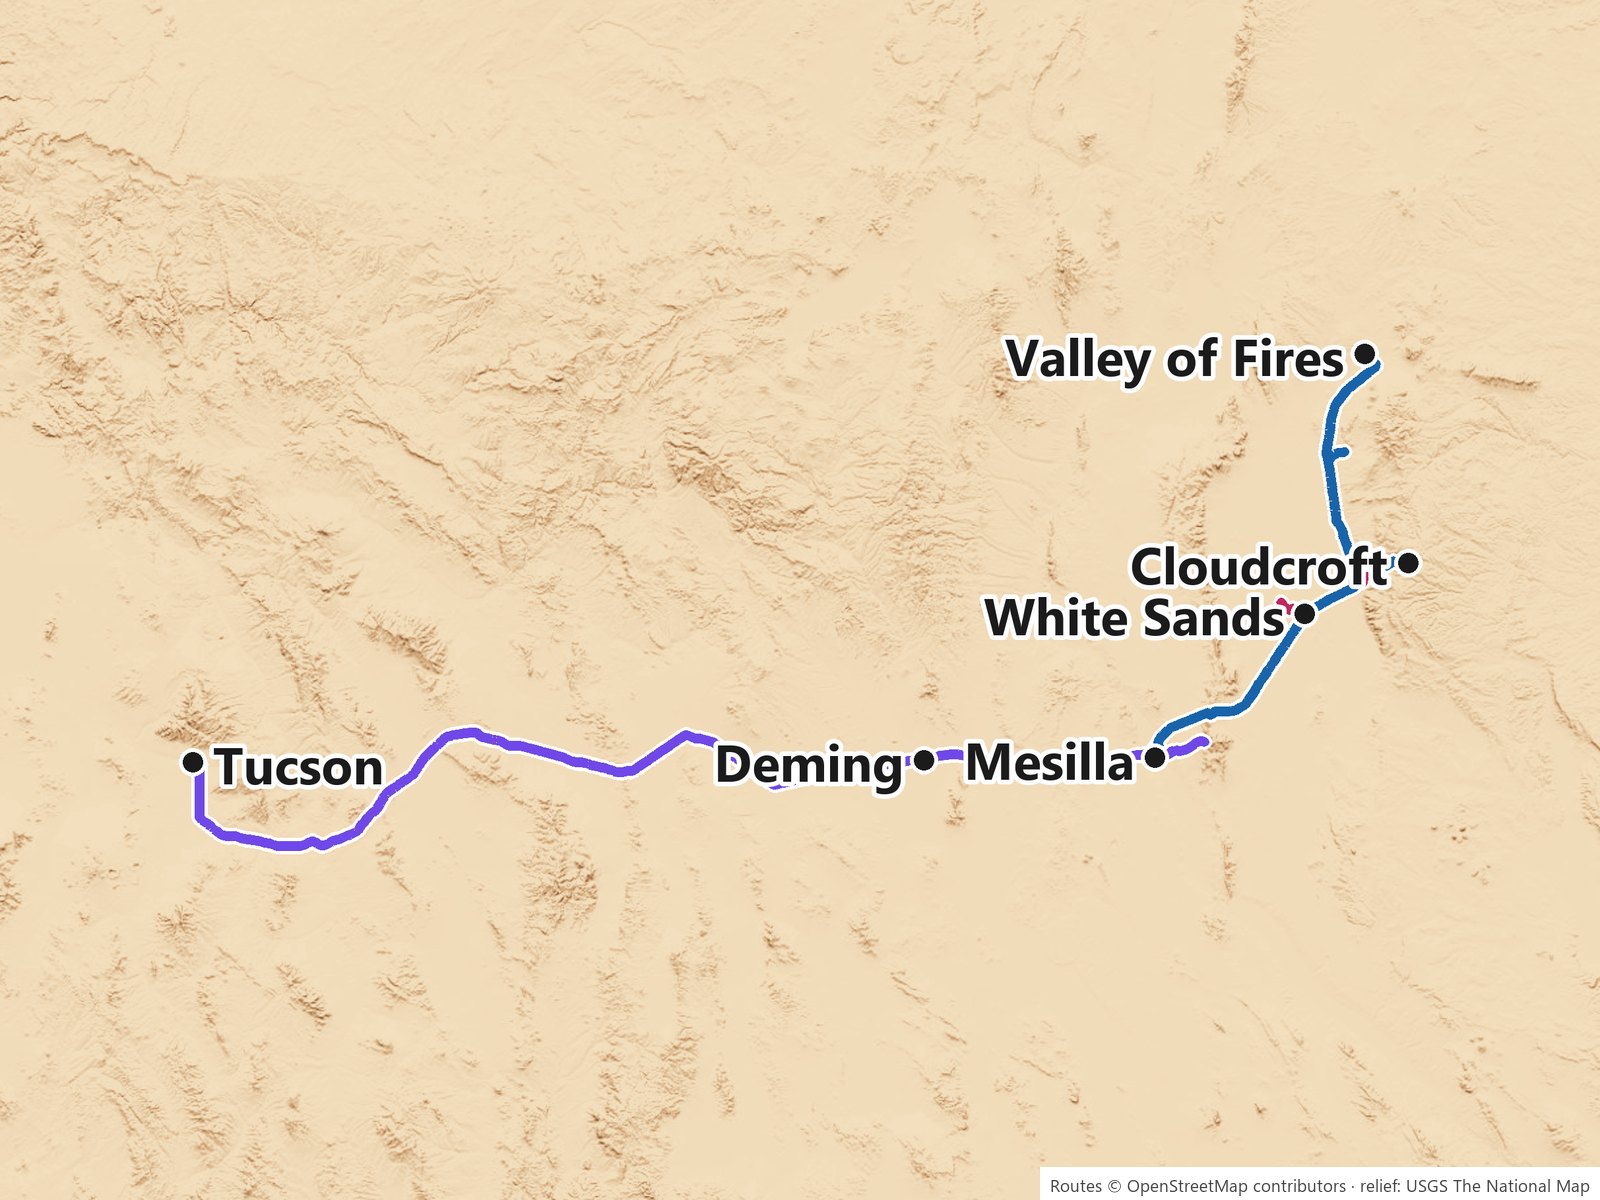 Valley of Fires
Cloudcroft
White Sands
Tucson
Deming
Mesilla
Routes © OpenStreetMap contributors · relief: USGS The National Map